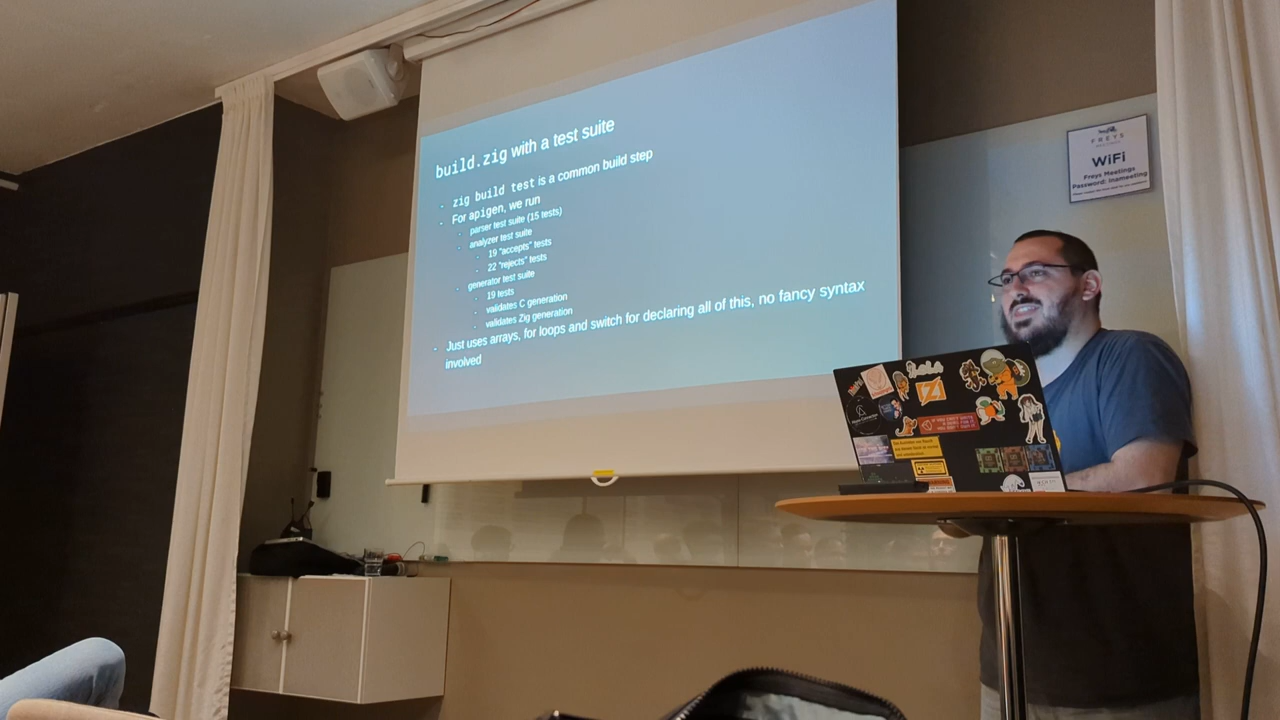 build.zig with a test suite
- zig build test is a common build step
- For apigen, we run
- parser test suite (15 tests)
- analyzer test suite
- 19 "accepts" tests
- 22 "rejects" tests
- generator test suite
- 19 tests
- validates C generation
- validates Zig generation
- Just uses arrays, for loops and switch for declaring all of this, no fancy syntax
involved
FREYS
WiFi
Freys Meetings
Password: inameeting